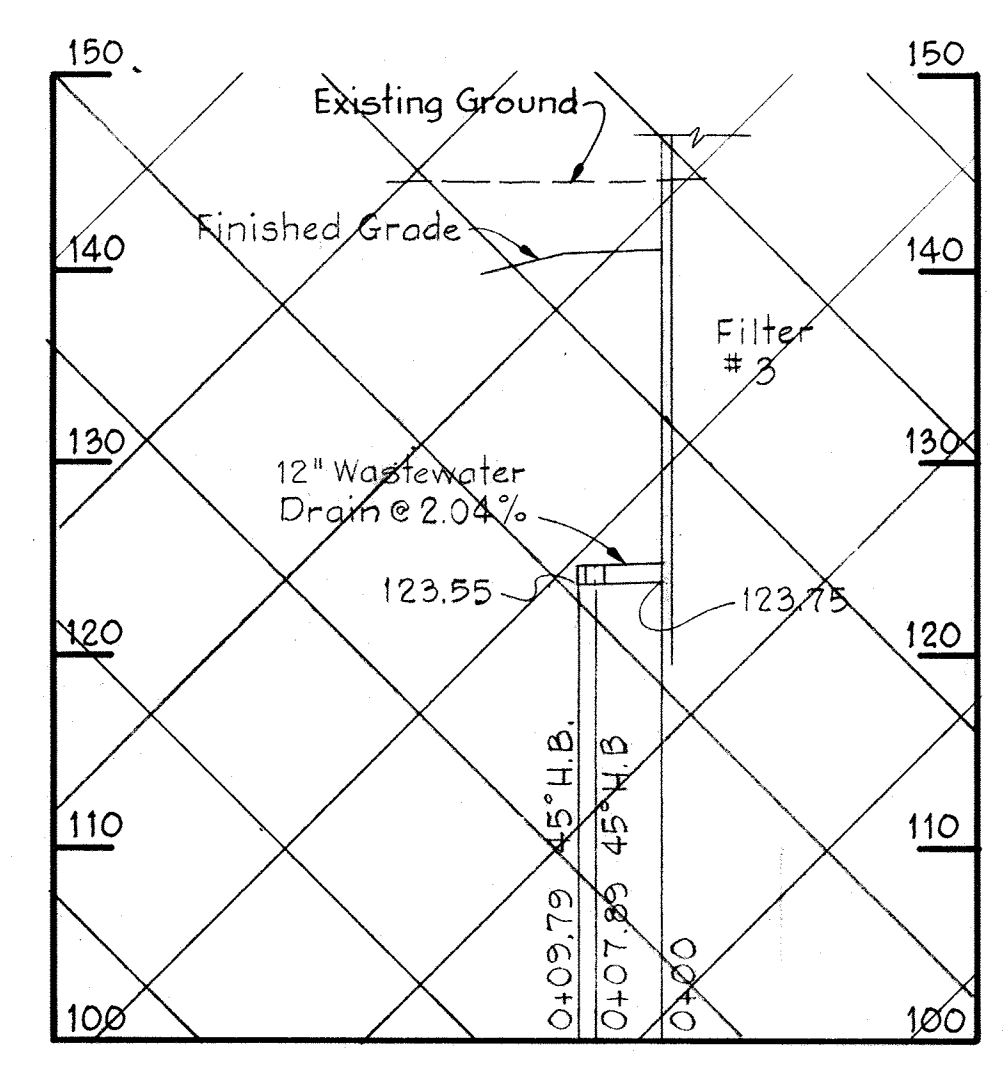 150
150
Existing Ground
Finished Grade
140
140
Filter
# 3
130
130
12" Wastewater
Drain @ 2.04%
123.55
123.75
120
120
110
110
0+09.79 45° H.B.
0+07.89 45° H.B
0+00
100
100